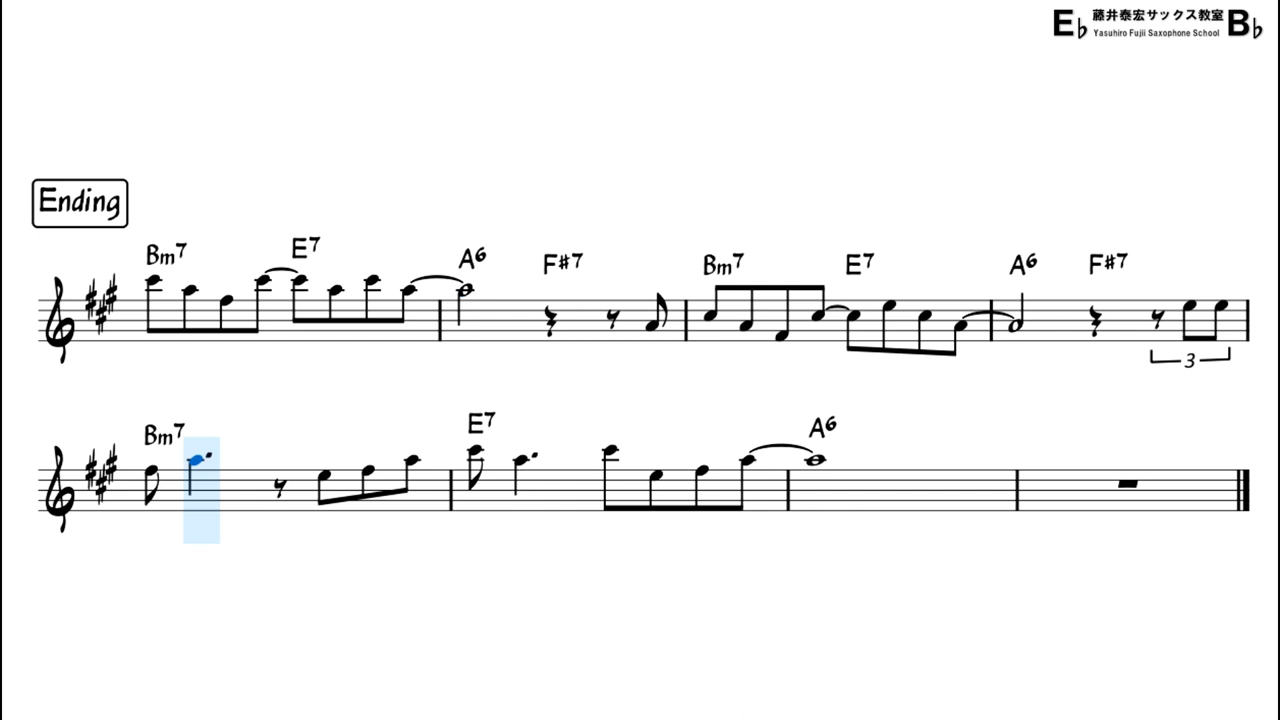 E♭ 藤井泰宏サックス教室 B♭
Yasuhiro Fujii Saxophone School
Ending
Bm7 E7 A6 F#7 Bm7 E7 A6 F#7
3
Bm7 E7 A6